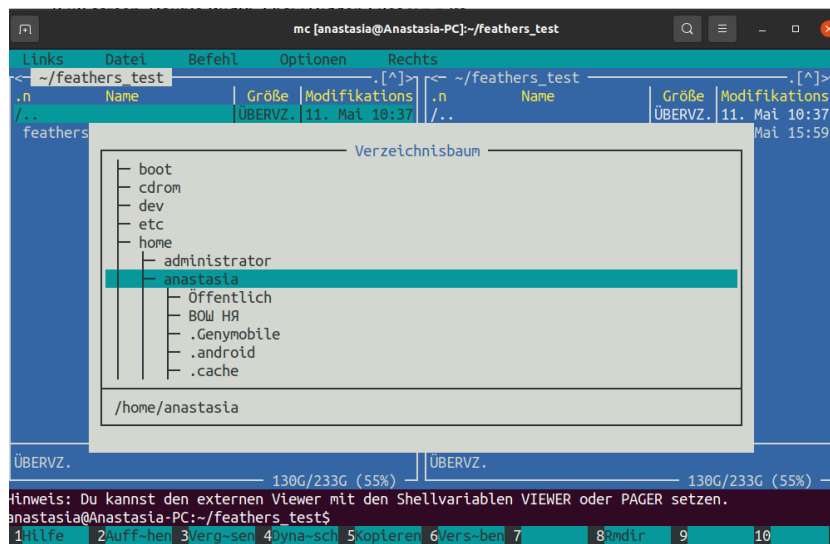 mc [anastasia@Anastasia-PC]:~/feathers_test
Links Datei Befehl Optionen Rechts
<- ~/feathers_test .[^]> <- ~/feathers_test .[^]>
.n Name Größe Modifikations .n Name Größe Modifikations
/.. ÜBERVZ. 11. Mai 10:37 /.. ÜBERVZ. 11. Mai 10:37
feathers Mai 15:59
Verzeichnisbaum
boot
cdrom
dev
etc
home
administrator
anastasia
Öffentlich
ВОШ НЯ
.Genymobile
.android
.cache
/home/anastasia
ÜBERVZ. ÜBERVZ.
130G/233G (55%) 130G/233G (55%)
Hinweis: Du kannst den externen Viewer mit den Shellvariablen VIEWER oder PAGER setzen.
anastasia@Anastasia-PC:~/feathers_test$
1Hilfe 2Auff~hen 3Verg~sen 4Dyna~sch 5Kopieren 6Vers~ben 7 8Rmdir 9 10